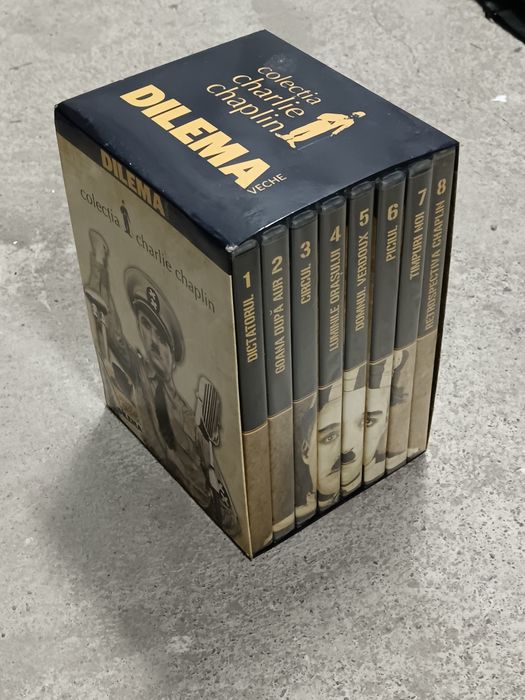 colecția
charlie
chaplin
DILEMA
VECHE
DILEMA
colecția charlie chaplin
1 DICTATORUL
2 GOANA DUPĂ AUR
3 CIRCUL
4 LUMINILE ORAȘULUI
5 DOMNUL VERDOUX
6 PICIUL
7 TIMPURI NOI
8 RETROSPECTIVA CHAPLIN